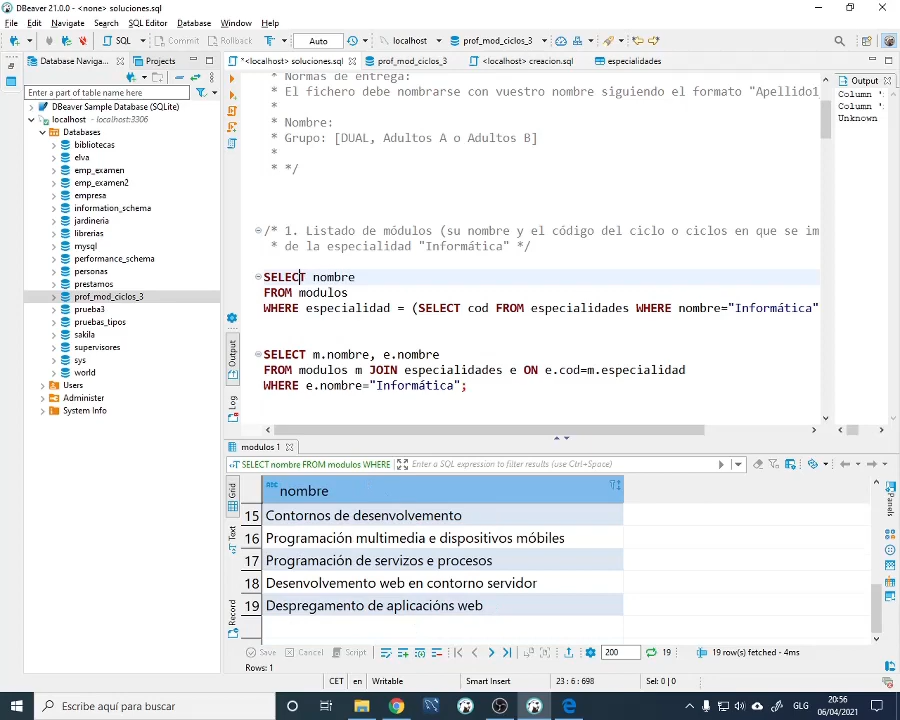 DBeaver 21.0.0 - <none> soluciones.sql
File Edit Navigate Search SQL Editor Database Window Help
SQL Commit Rollback Auto localhost prof_mod_ciclos_3
Database Navig... Projects
*<localhost> soluciones.sql prof_mod_ciclos_3 <localhost> creacion.sql especialidades
Enter a part of table name here
DBeaver Sample Database (SQLite)
localhost - localhost:3306
Databases
bibliotecas
elva
emp_examen
emp_examen2
empresa
information_schema
jardineria
librerias
mysql
performance_schema
personas
prestamos
prof_mod_ciclos_3
prueba3
pruebas_tipos
sakila
supervisores
sys
world
Users
Administer
System Info
* Normas de entrega:
* El fichero debe nombrarse con vuestro nombre siguiendo el formato "Apellido1
*
* Nombre:
* Grupo: [DUAL, Adultos A o Adultos B]
*
* */
/* 1. Listado de módulos (su nombre y el código del ciclo o ciclos en que se im
* de la especialidad "Informática" */
SELECT nombre
FROM modulos
WHERE especialidad = (SELECT cod FROM especialidades WHERE nombre="Informática"
SELECT m.nombre, e.nombre
FROM modulos m JOIN especialidades e ON e.cod=m.especialidad
WHERE e.nombre="Informática";
Output
Log
Output
Column '
Column '
Unknown
modulos 1
SELECT nombre FROM modulos WHERE
Enter a SQL expression to filter results (use Ctrl+Space)
Grid
Text
Record
Panels
nombre
15 Contornos de desenvolvemento
16 Programación multimedia e dispositivos móbiles
17 Programación de servizos e procesos
18 Desenvolvemento web en contorno servidor
19 Despregamento de aplicacións web
Save Cancel Script 200 19 19 row(s) fetched - 4ms
Rows: 1
CET en Writable Smart Insert 23 : 6 : 698 Sel: 0 | 0
Escribe aquí para buscar
GLG
20:56
06/04/2021